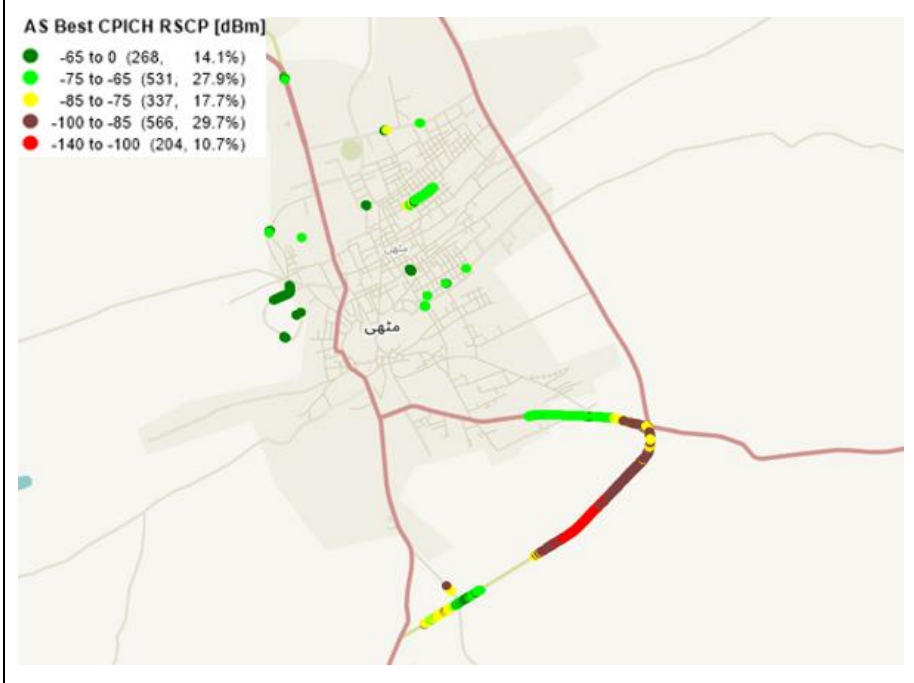 AS Best CPICH RSCP [dBm]
-65 to 0 (268, 14.1%)
-75 to -65 (531, 27.9%)
-85 to -75 (337, 17.7%)
-100 to -85 (566, 29.7%)
-140 to -100 (204, 10.7%)
مٹھی
مٹھی